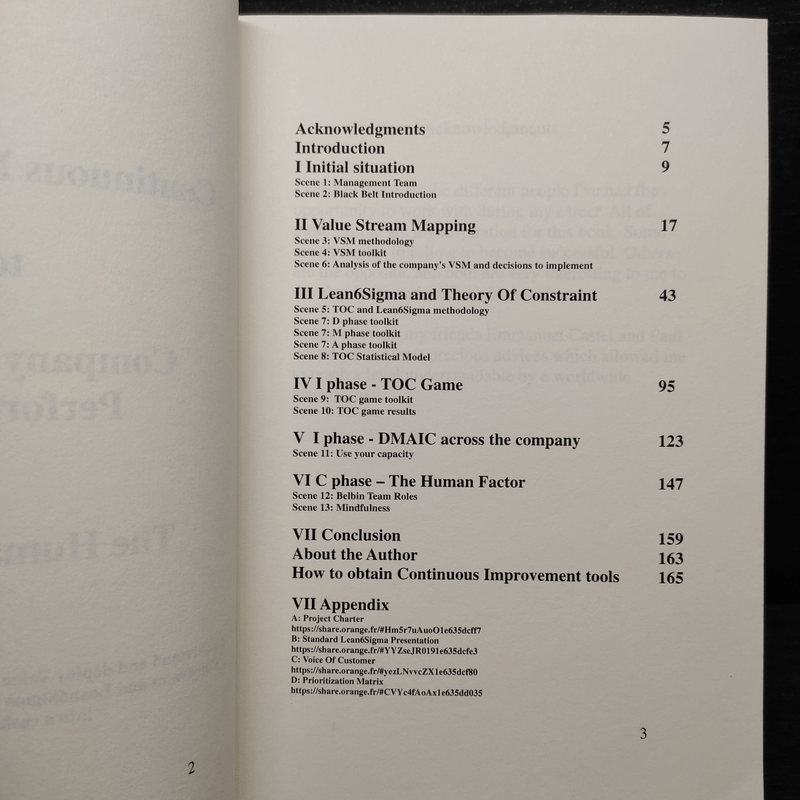 Acknowledgments 5
Introduction 7
I Initial situation 9
Scene 1: Management Team
Scene 2: Black Belt Introduction
II Value Stream Mapping 17
Scene 3: VSM methodology
Scene 4: VSM toolkit
Scene 6: Analysis of the company's VSM and decisions to implement
III Lean6Sigma and Theory Of Constraint 43
Scene 5: TOC and Lean6Sigma methodology
Scene 7: D phase toolkit
Scene 7: M phase toolkit
Scene 7: A phase toolkit
Scene 8: TOC Statistical Model
IV I phase - TOC Game 95
Scene 9: TOC game toolkit
Scene 10: TOC game results
V I phase - DMAIC across the company 123
Scene 11: Use your capacity
VI C phase – The Human Factor 147
Scene 12: Belbin Team Roles
Scene 13: Mindfulness
VII Conclusion 159
About the Author 163
How to obtain Continuous Improvement tools 165
VII Appendix
A: Project Charter
https://share.orange.fr/#Hm5r7uAuoO1e635dcff7
B: Standard Lean6Sigma Presentation
https://share.orange.fr/#YYZseJR0191e635dcfe3
C: Voice Of Customer
https://share.orange.fr/#yezLNvvcZX1e635dcf80
D: Prioritization Matrix
https://share.orange.fr/#CVYc4fAoAx1e635dd035
3
2